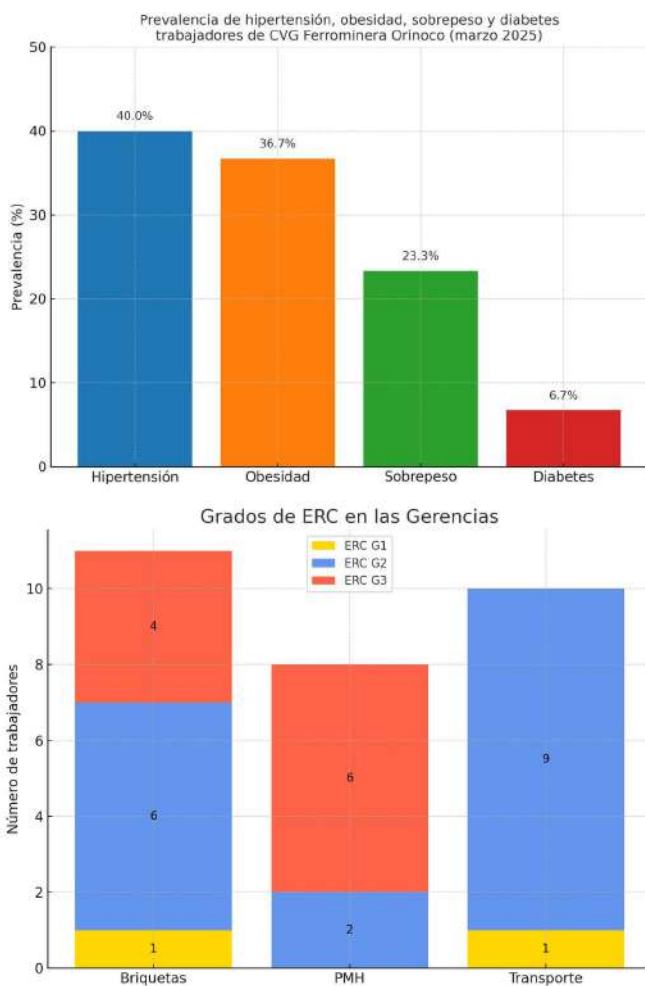 Prevalencia de hipertensión, obesidad, sobrepeso y diabetes
trabajadores de CVG Ferrominera Orinoco (marzo 2025)
Prevalencia (%)
50
40
30
20
10
0
40.0%
36.7%
23.3%
6.7%
Hipertensión Obesidad Sobrepeso Diabetes
Grados de ERC en las Gerencias
ERC G1
ERC G2
ERC G3
Número de trabajadores
10
8
6
4
2
0
4
6
1
6
2
9
1
Briquetas PMH Transporte